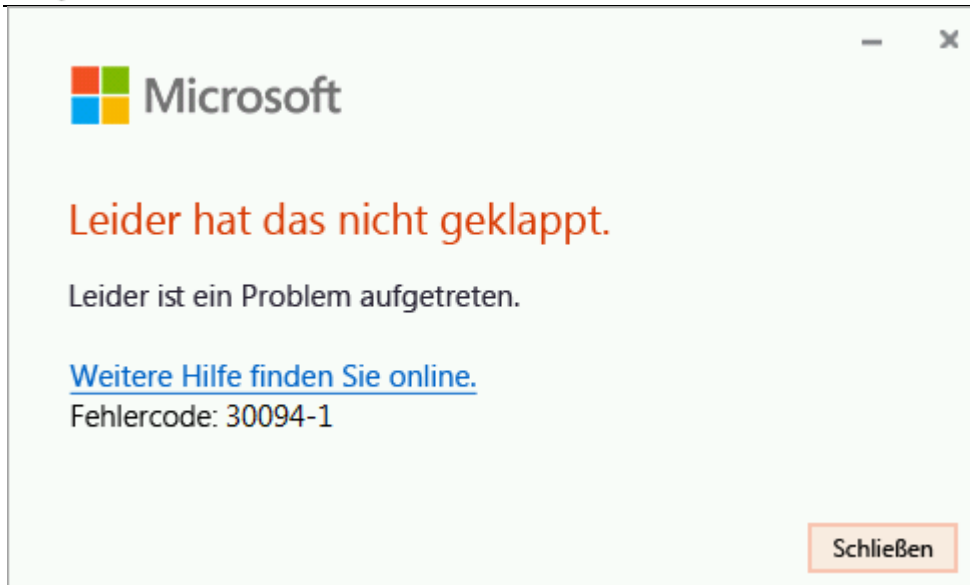 Microsoft
Leider hat das nicht geklappt.
Leider ist ein Problem aufgetreten.
Weitere Hilfe finden Sie online.
Fehlercode: 30094-1
Schließen